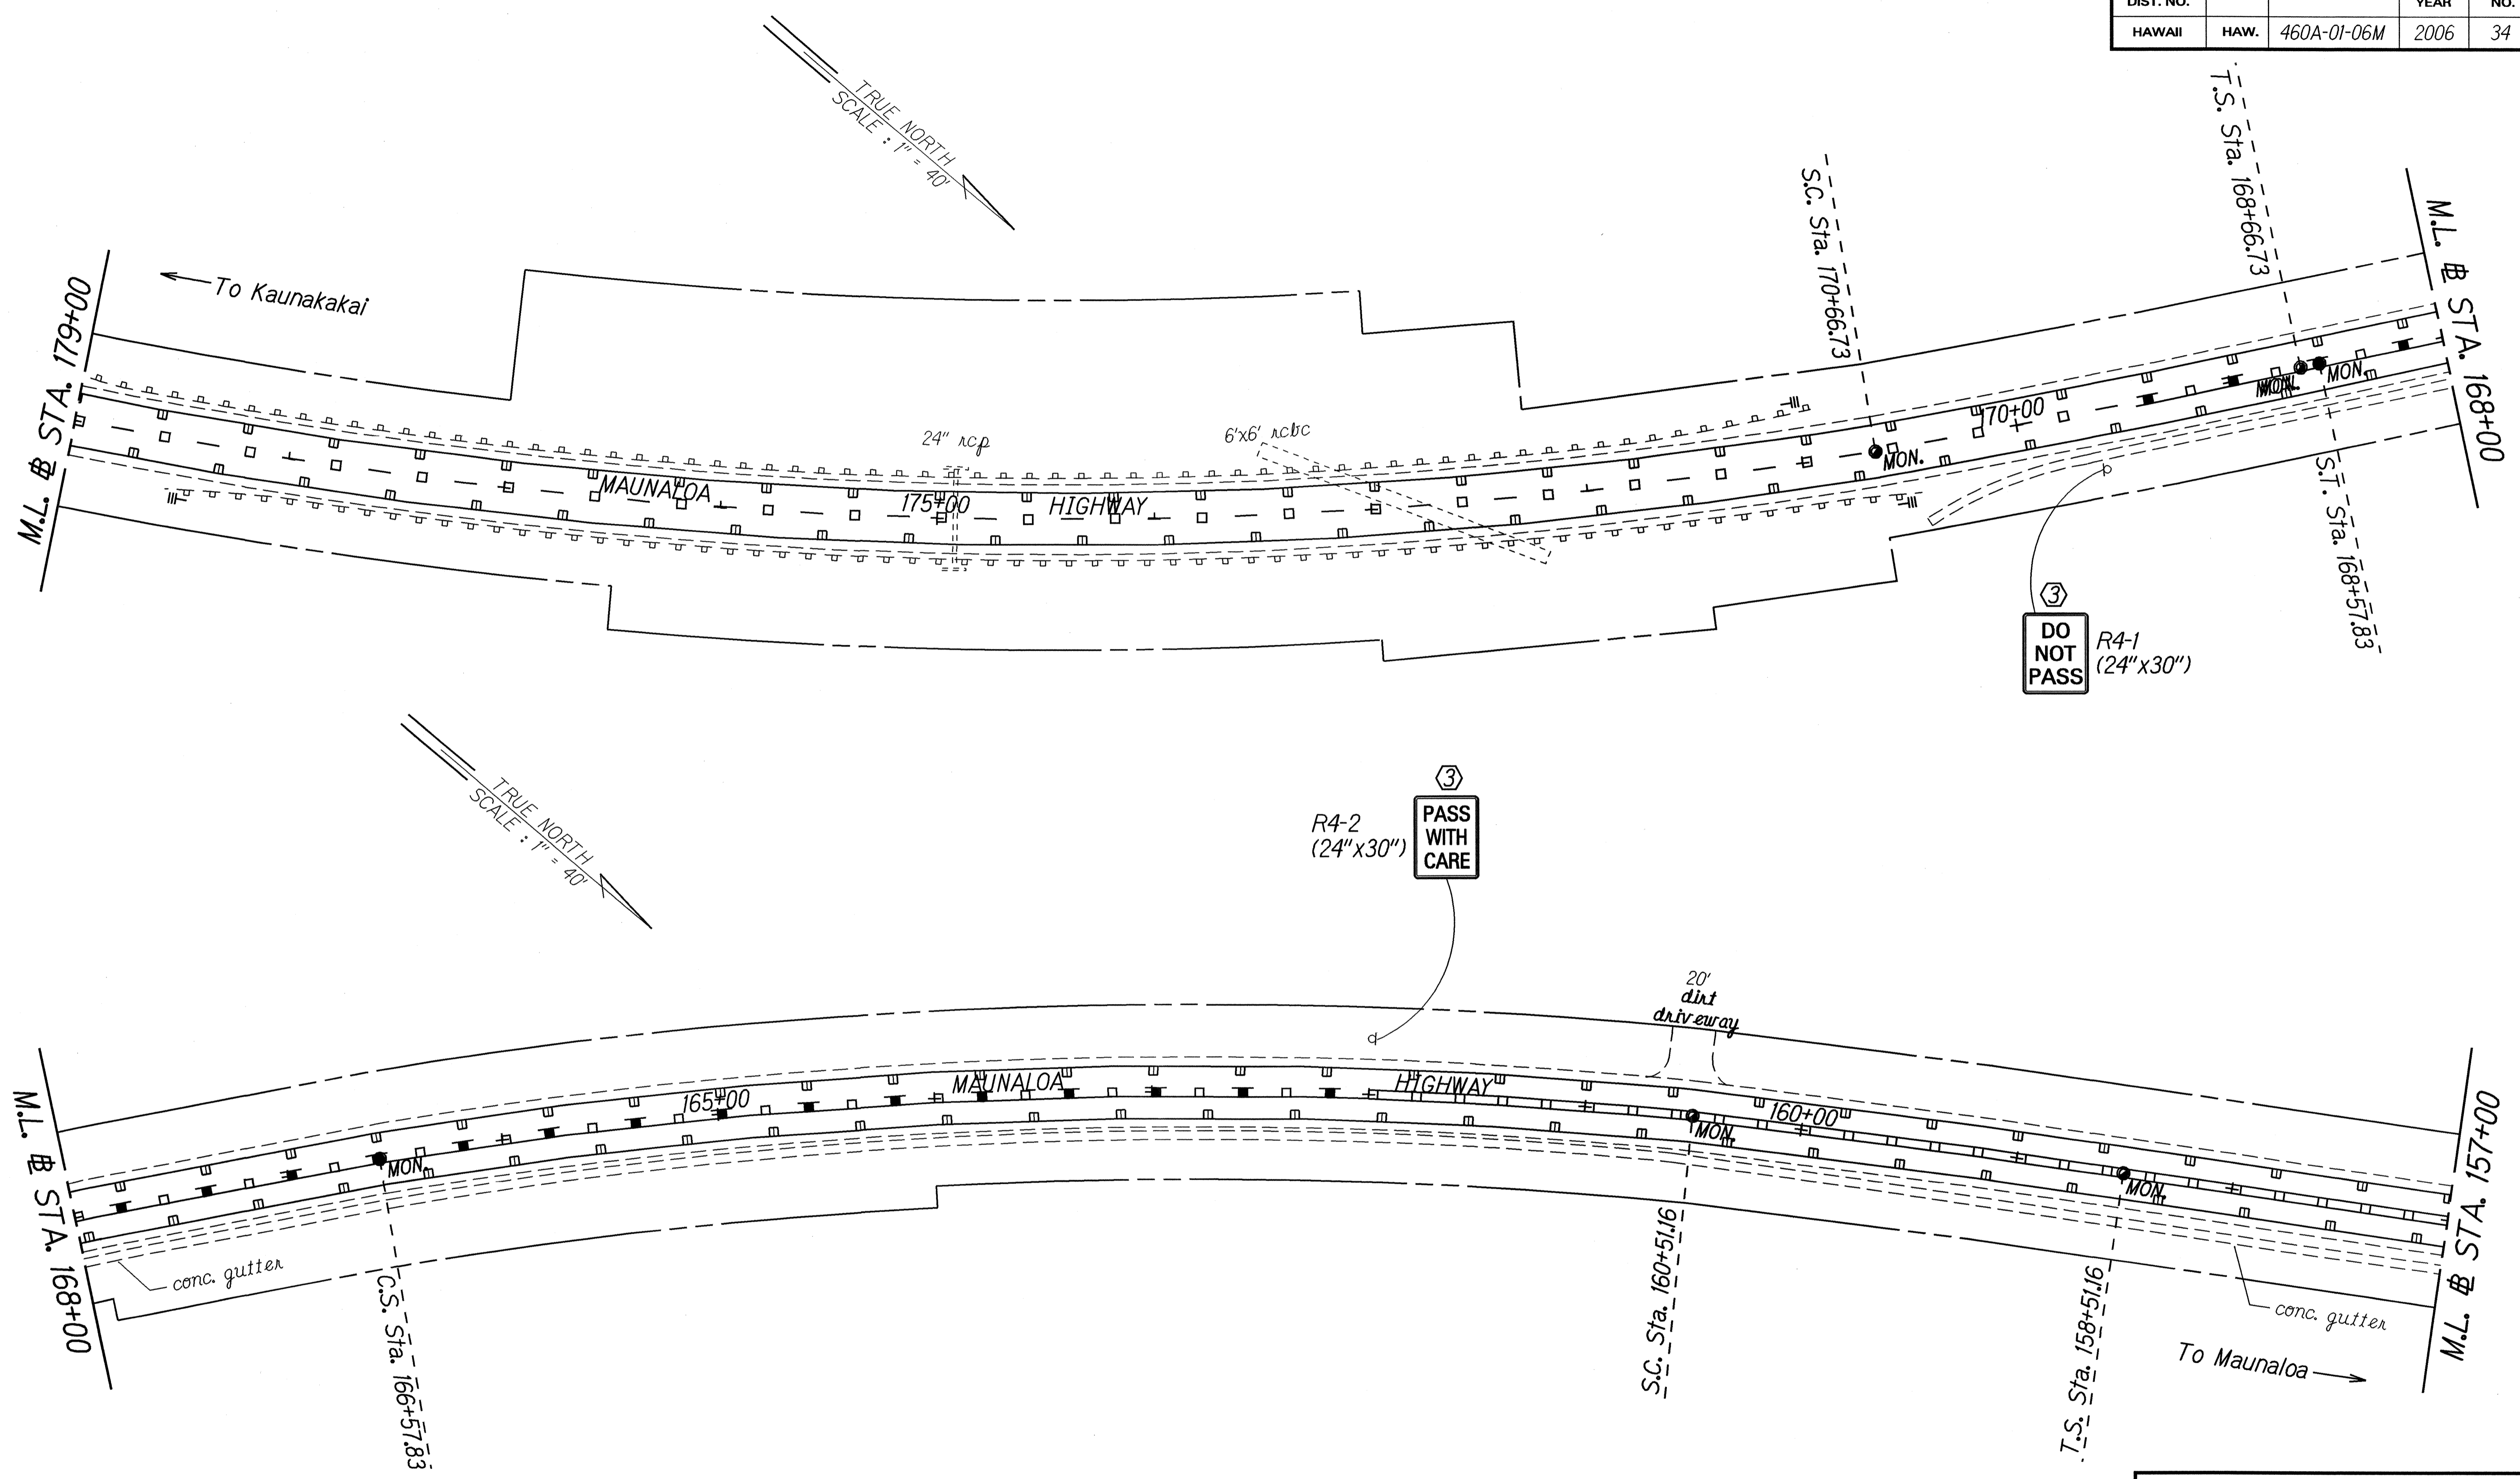 DIST. NO.
YEAR
NO.
HAWAII HAW. 460A-01-06M 2006 34
TRUE NORTH
SCALE : 1" = 40'
T.S. Sta. 168+66.73
S.C. Sta. 170+66.73
M.L. ⅊ STA. 168+00
To Kaunakakai
M.L. ⅊ STA. 179+00
MON.
MON.
170+00
MON.
24" rcp
6'x6' rcbc
MAUNALOA
175+00
HIGHWAY
S.T. Sta. 168+57.83
3
DO
NOT
PASS
R4-1
(24"x30")
TRUE NORTH
SCALE : 1" = 40'
3
R4-2
(24"x30")
PASS
WITH
CARE
20'
dirt
driveway
M.L. ⅊ STA. 168+00
MAUNALOA
HIGHWAY
165+00
160+00
MON.
MON.
MON.
M.L. ⅊ STA. 157+00
conc. gutter
C.S. Sta. 166+57.83
S.C. Sta. 160+51.16
T.S. Sta. 158+51.16
conc. gutter
To Maunaloa